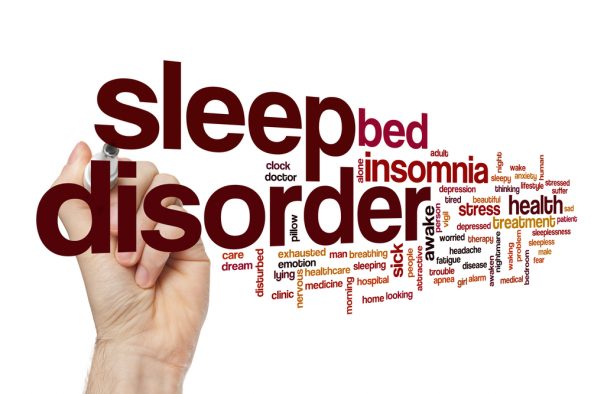 sleep
disorder
bed
insomnia
clock
doctor
alone
adult
night
wake
human
sleepy
anxiety
depression
thinking
lifestyle
stressed
suffer
sad
pillow
awake
person
vigil
tired
beautiful
stress
health
depressed
treatment
patient
sleeplessness
worried
therapy
sleepless
care
dream
disturbed
exhausted
emotion
lying
nervous
healthcare
man
breathing
sleeping
sick
people
attractive
headache
fatigue
disease
trouble
apnea
girl
alarm
awaken
nightmare
waking
problem
bedroom
medical
male
fear
clinic
medicine
morning
hospital
home
looking